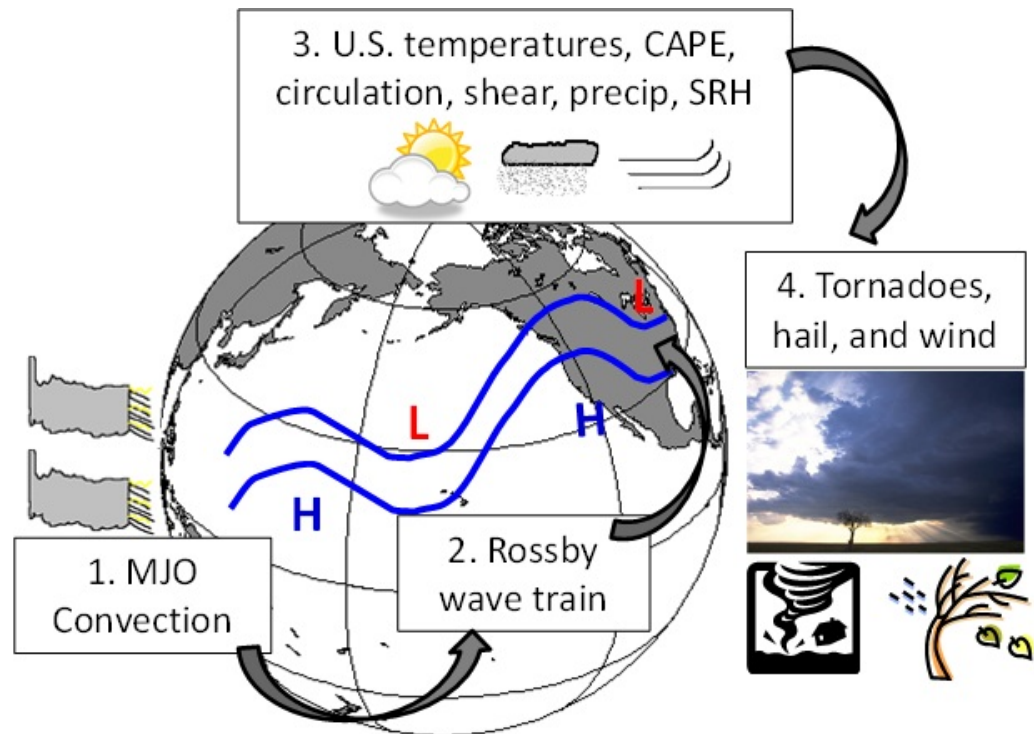 3. U.S. temperatures, CAPE,
circulation, shear, precip, SRH
4. Tornadoes,
hail, and wind
L
L
H
H
1. MJO
Convection
2. Rossby
wave train